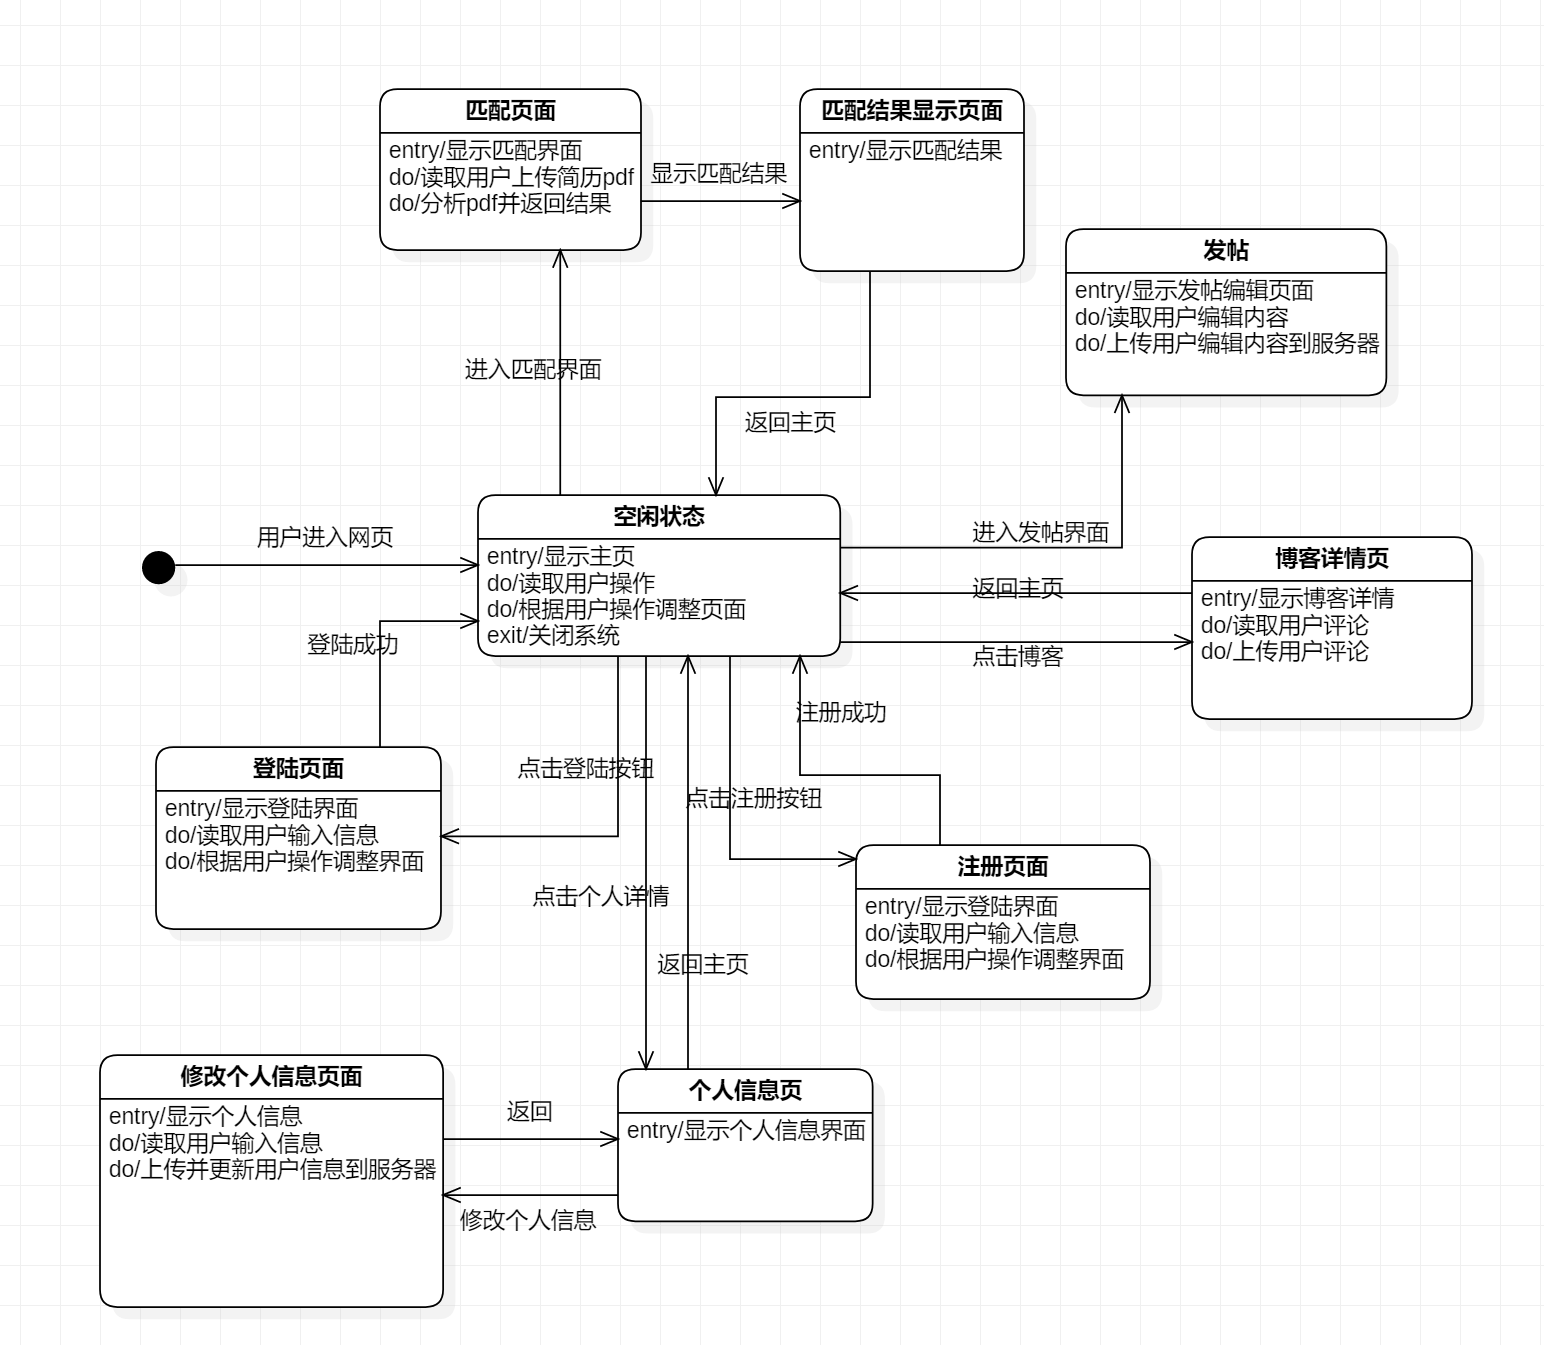 匹配页面
entry/显示匹配界面
do/读取用户上传简历pdf
do/分析pdf并返回结果
显示匹配结果
匹配结果显示页面
entry/显示匹配结果
发帖
entry/显示发帖编辑页面
do/读取用户编辑内容
do/上传用户编辑内容到服务器
进入匹配界面
返回主页
用户进入网页
空闲状态
entry/显示主页
do/读取用户操作
do/根据用户操作调整页面
exit/关闭系统
进入发帖界面
返回主页
点击博客
博客详情页
entry/显示博客详情
do/读取用户评论
do/上传用户评论
登陆成功
注册成功
登陆页面
entry/显示登陆界面
do/读取用户输入信息
do/根据用户操作调整界面
点击登陆按钮
点击注册按钮
点击个人详情
返回主页
注册页面
entry/显示登陆界面
do/读取用户输入信息
do/根据用户操作调整界面
修改个人信息页面
entry/显示个人信息
do/读取用户输入信息
do/上传并更新用户信息到服务器
返回
修改个人信息
个人信息页
entry/显示个人信息界面